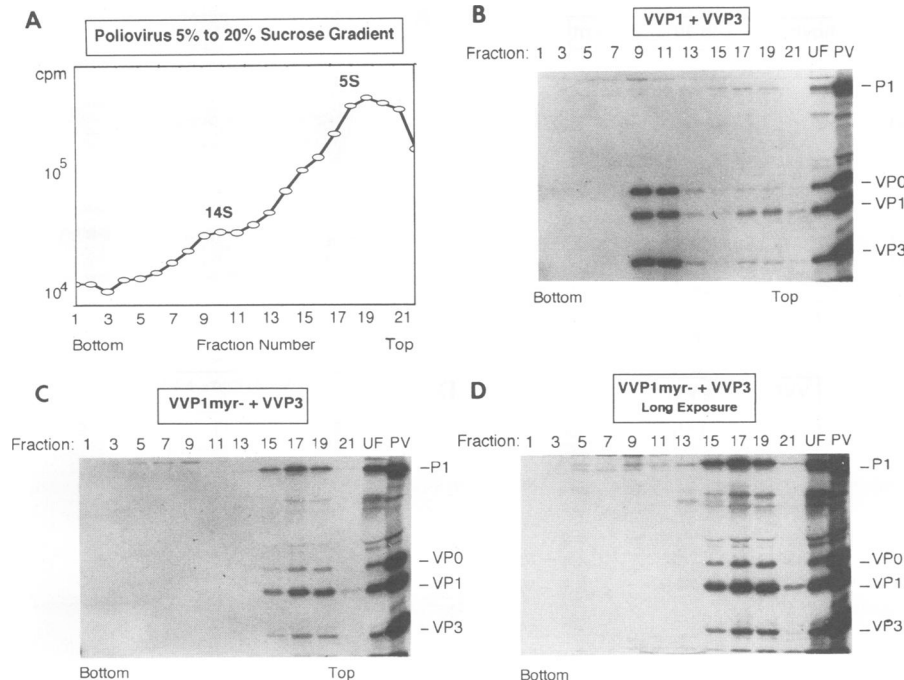 A
Poliovirus 5% to 20% Sucrose Gradient
cpm
5S
10^5
14S
10^4
1 3 5 7 9 11 13 15 17 19 21
Bottom Fraction Number Top
B
VVP1 + VVP3
Fraction: 1 3 5 7 9 11 13 15 17 19 21 UF PV
– P1
– VP0
– VP1
– VP3
Bottom Top
C
VVP1myr- + VVP3
Fraction: 1 3 5 7 9 11 13 15 17 19 21 UF PV
–P1
–VP0
–VP1
–VP3
Bottom Top
D
VVP1myr- + VVP3
Long Exposure
Fraction: 1 3 5 7 9 11 13 15 17 19 21 UF PV
–P1
–VP0
–VP1
–VP3
Bottom